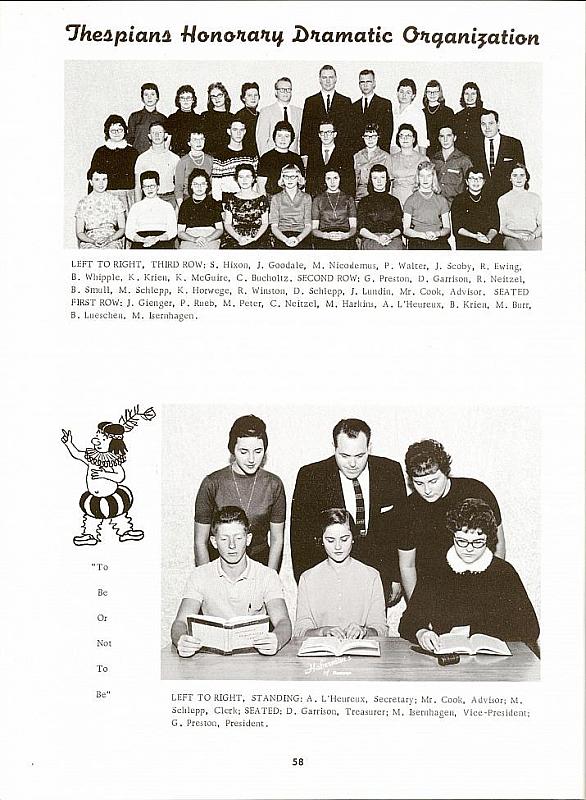 Thespians Honorary Dramatic Organization
LEFT TO RIGHT, THIRD ROW: S. Hixon, J. Goodale, M. Nicodemus, P. Walter, J. Scoby, R. Ewing,
B. Whipple, K. Krien, K. McGuire, C. Bucholtz. SECOND ROW: G. Preston, D. Garrison, R. Neitzel,
B. Small, M. Schlepp, K. Horwege, R. Winston, D. Schlepp, J. Lundin, Mr. Cook, Advisor. SEATED
FIRST ROW: J. Gienger, P. Rueb, M. Peter, C. Neitzel, M. Harkins, A. L'Heureux, B. Krien, M. Burr,
B. Lueschen, M. Isernhagen.
"To
Be
Or
Not
To
Be"
LEFT TO RIGHT, STANDING: A. L'Heureux, Secretary; Mr. Cook, Advisor; M.
Schlepp, Clerk; SEATED: D. Garrison, Treasurer; M. Isernhagen, Vice-President;
G. Preston, President.
58